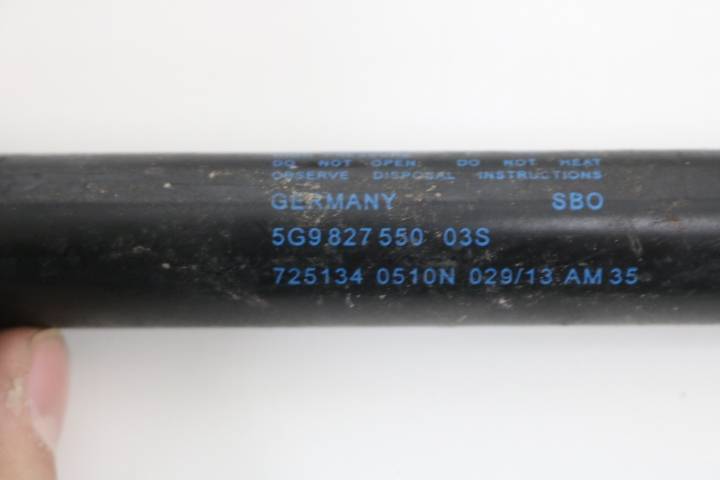 DO NOT OPEN. DO NOT HEAT
OBSERVE DISPOSAL INSTRUCTIONS
GERMANY SBO
5G9 827 550 03S
725134 0510N 029/13 AM 35